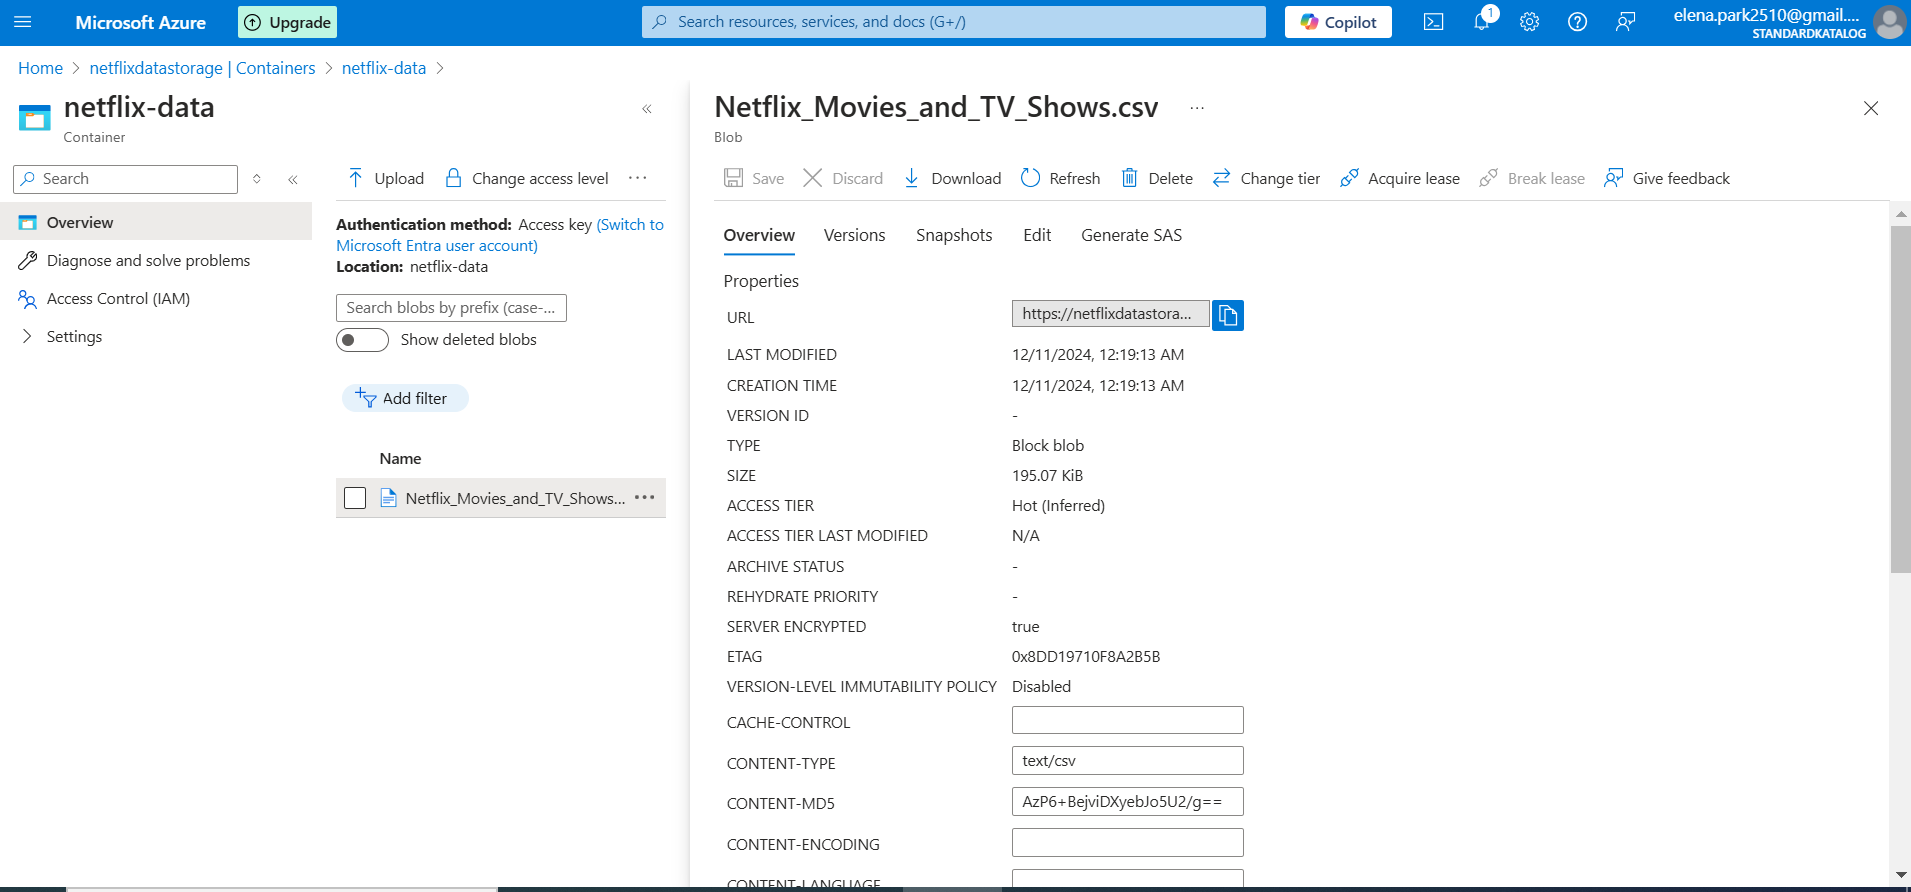 Microsoft Azure
Upgrade
Search resources, services, and docs (G+/)
Copilot
1
elena.park2510@gmail....
STANDARDKATALOG
Home > netflixdatastorage | Containers > netflix-data >
netflix-data
Container
«
Search
«
Overview
Diagnose and solve problems
Access Control (IAM)
Settings
Upload
Change access level
...
Authentication method: Access key (Switch to
Microsoft Entra user account)
Location: netflix-data
Search blobs by prefix (case-...
Show deleted blobs
Add filter
Name
Netflix_Movies_and_TV_Shows...
Netflix_Movies_and_TV_Shows.csv
...
Blob
Save
Discard
Download
Refresh
Delete
Change tier
Acquire lease
Break lease
Give feedback
Overview
Versions
Snapshots
Edit
Generate SAS
Properties
URL https://netflixdatastora...
LAST MODIFIED 12/11/2024, 12:19:13 AM
CREATION TIME 12/11/2024, 12:19:13 AM
VERSION ID -
TYPE Block blob
SIZE 195.07 KiB
ACCESS TIER Hot (Inferred)
ACCESS TIER LAST MODIFIED N/A
ARCHIVE STATUS -
REHYDRATE PRIORITY -
SERVER ENCRYPTED true
ETAG 0x8DD19710F8A2B5B
VERSION-LEVEL IMMUTABILITY POLICY Disabled
CACHE-CONTROL
CONTENT-TYPE text/csv
CONTENT-MD5 AzP6+BejviDXyebJo5U2/g==
CONTENT-ENCODING
CONTENT-LANGUAGE